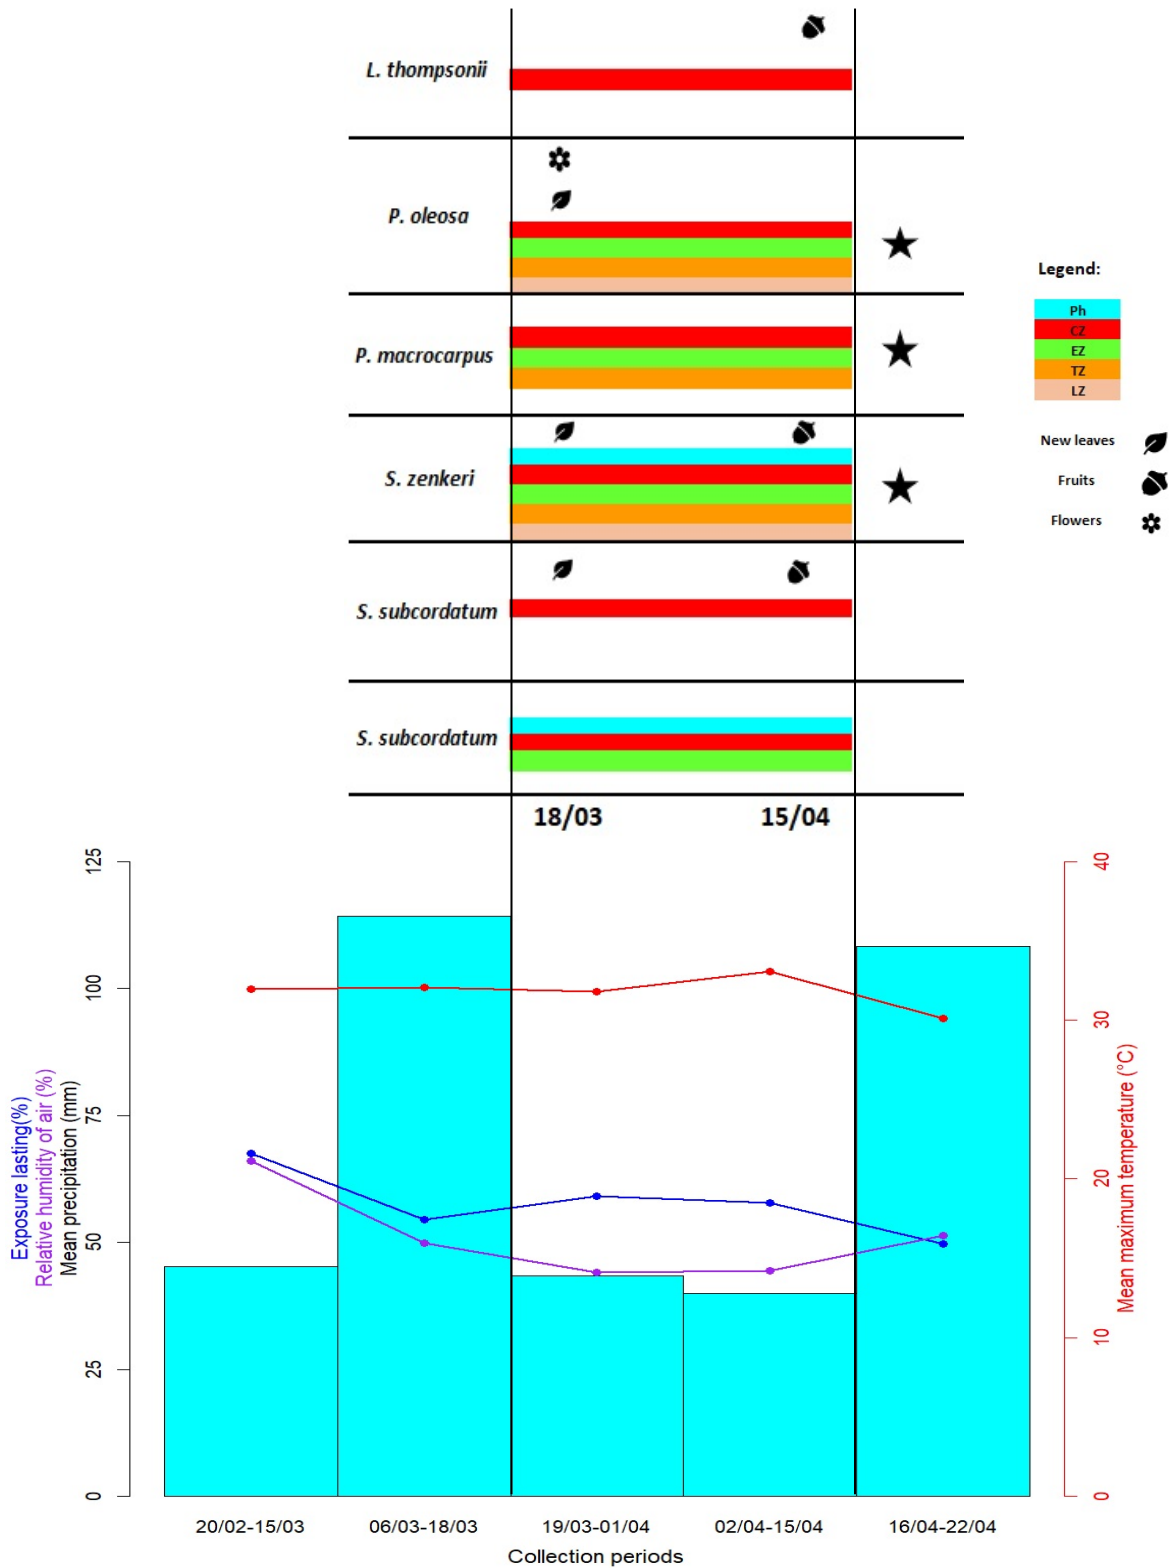 L. thompsonii
P. oleosa
P. macrocarpus
S. zenkeri
S. subcordatum
S. subcordatum
18/03 15/04
Legend:
Ph
CZ
EZ
TZ
LZ
New leaves
Fruits
Flowers
Exposure lasting(%)
Relative humidity of air (%)
Mean precipitation (mm)
125
100
75
50
25
0
40
30
20
10
0
Mean maximum temperature (°C)
20/02-15/03 06/03-18/03 19/03-01/04 02/04-15/04 16/04-22/04
Collection periods